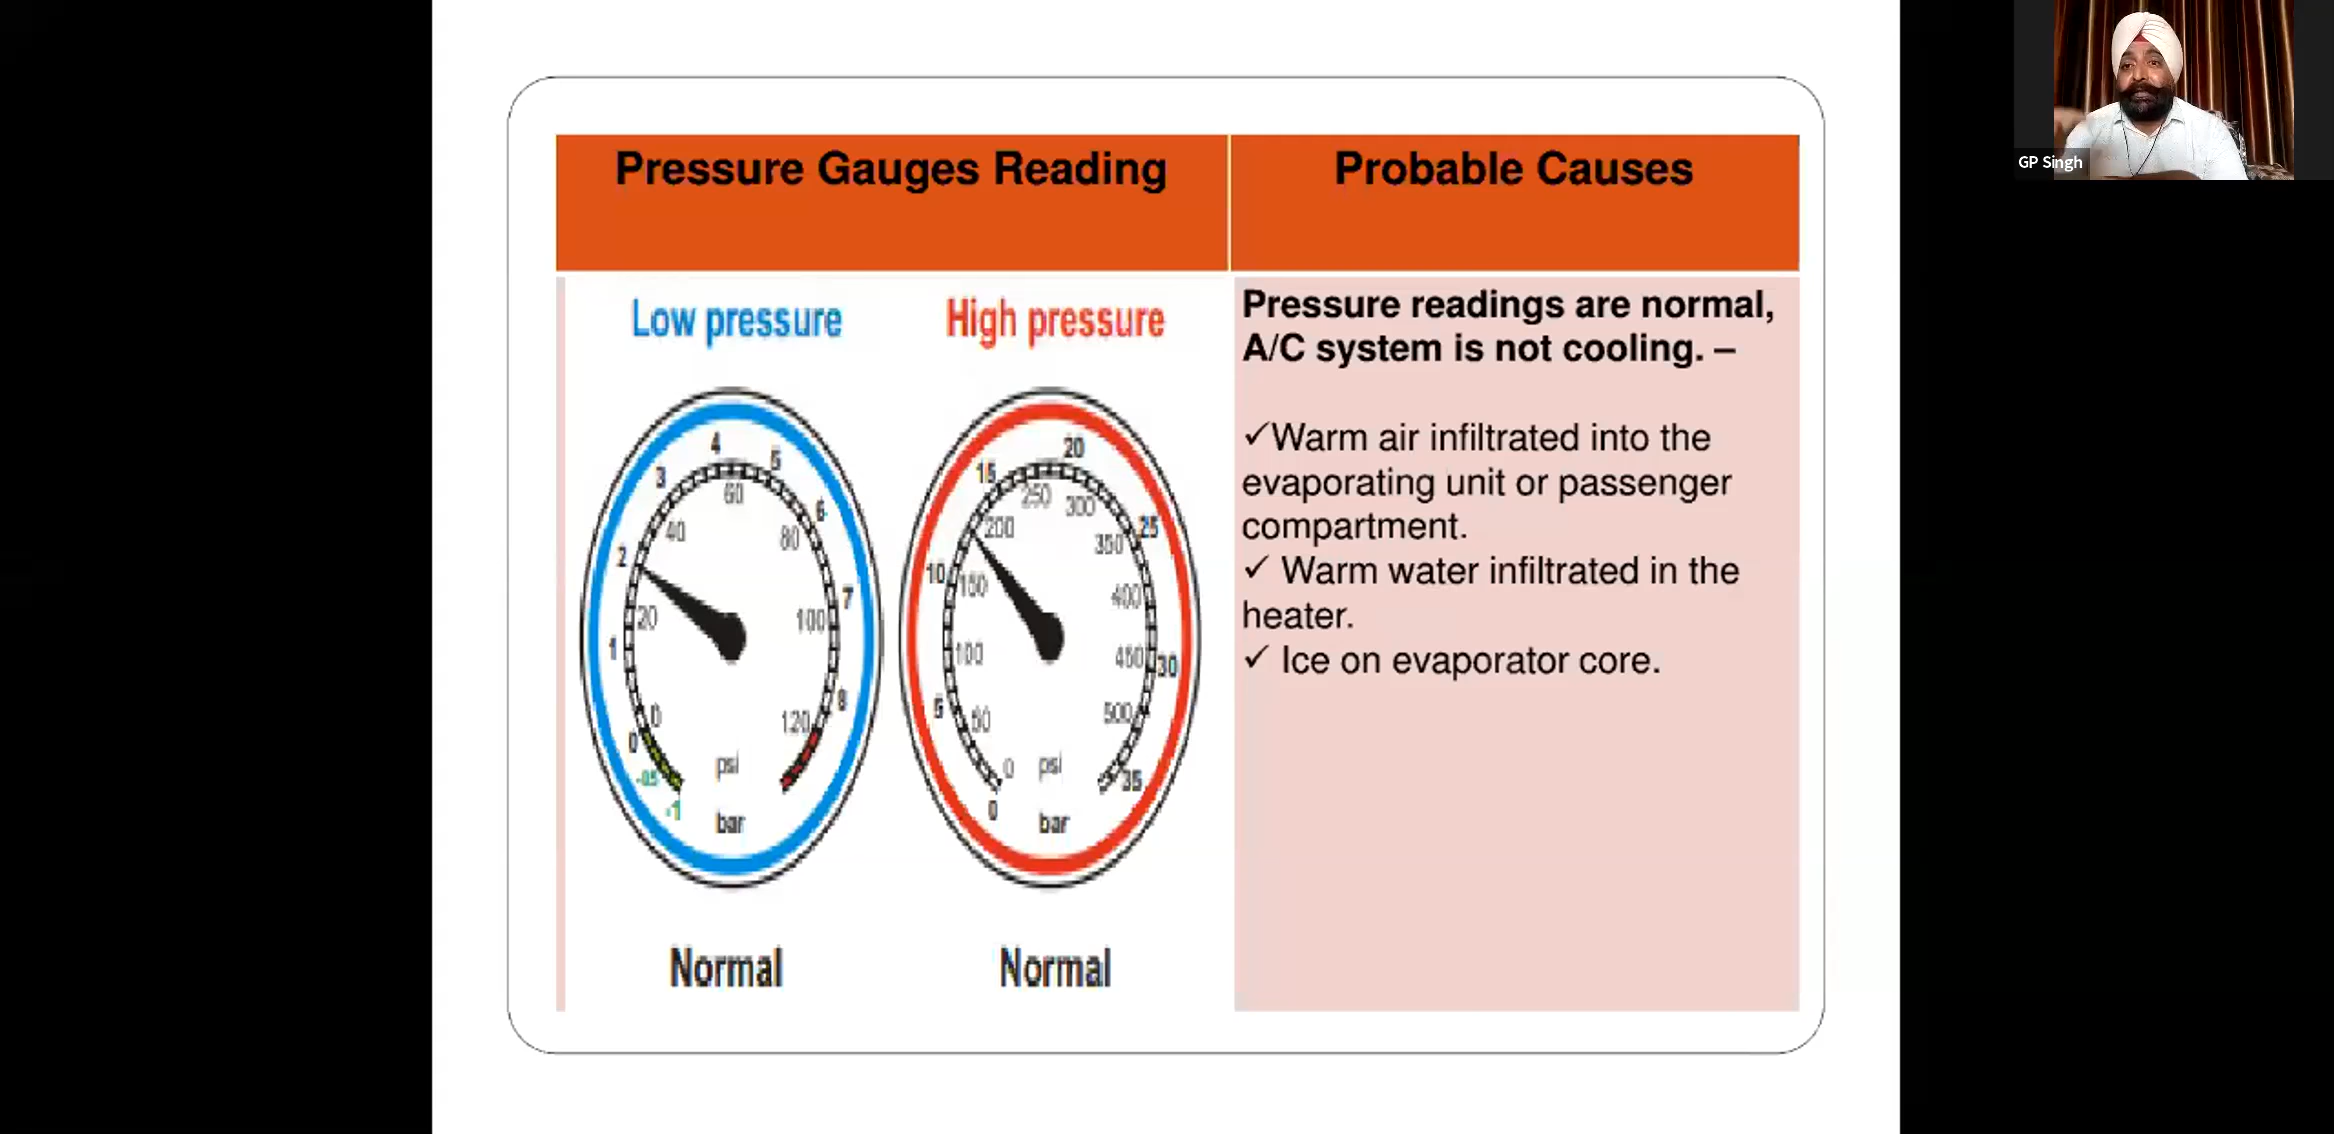 GP Singh
Pressure Gauges Reading
Probable Causes
Low pressure
High pressure
Pressure readings are normal,
A/C system is not cooling. –
✓Warm air infiltrated into the
evaporating unit or passenger
compartment.
✓ Warm water infiltrated in the
heater.
✓ Ice on evaporator core.
-1
-0.5
0
1
2
3
4
5
6
7
8
0
20
40
60
80
100
120
psi
bar
0
5
10
15
20
25
30
35
0
50
100
150
200
250
300
350
400
450
500
psi
bar
Normal
Normal